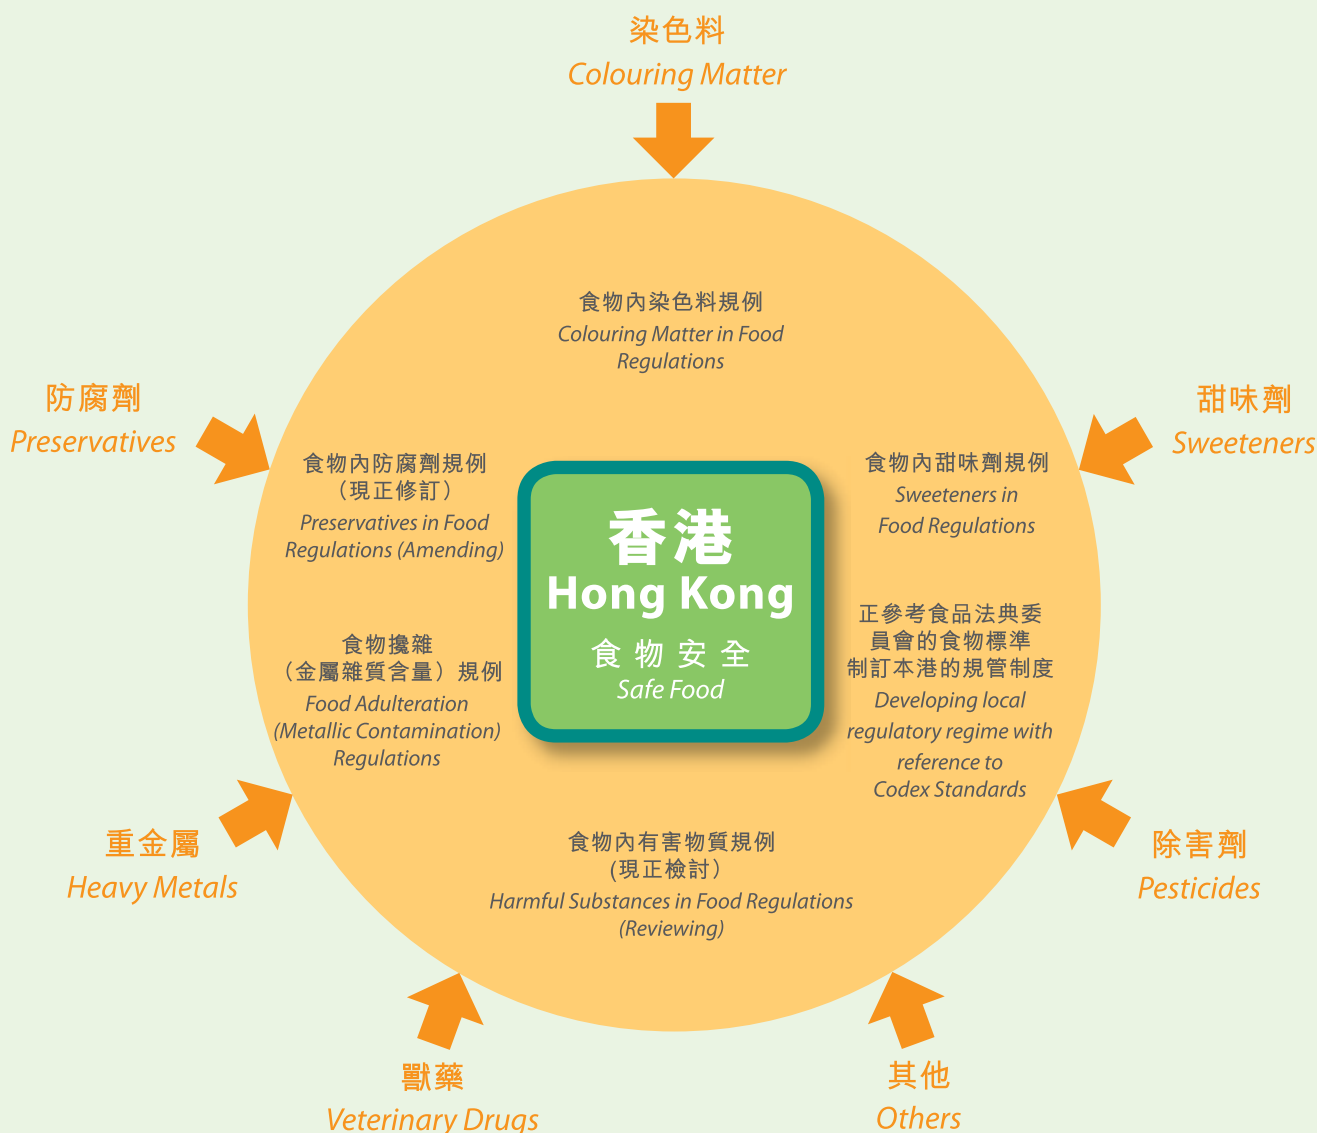 染色料
Colouring Matter
食物內染色料規例
Colouring Matter in Food
Regulations
防腐劑
Preservatives
甜味劑
Sweeteners
食物內防腐劑規例
（現正修訂）
Preservatives in Food
Regulations (Amending)
食物內甜味劑規例
Sweeteners in
Food Regulations
香港
Hong Kong
食物安全
Safe Food
食物攙雜
（金屬雜質含量）規例
Food Adulteration
(Metallic Contamination)
Regulations
正參考食品法典委
員會的食物標準
制訂本港的規管制度
Developing local
regulatory regime with
reference to
Codex Standards
重金屬
Heavy Metals
食物內有害物質規例
(現正檢討）
Harmful Substances in Food Regulations
(Reviewing)
除害劑
Pesticides
獸藥
Veterinary Drugs
其他
Others